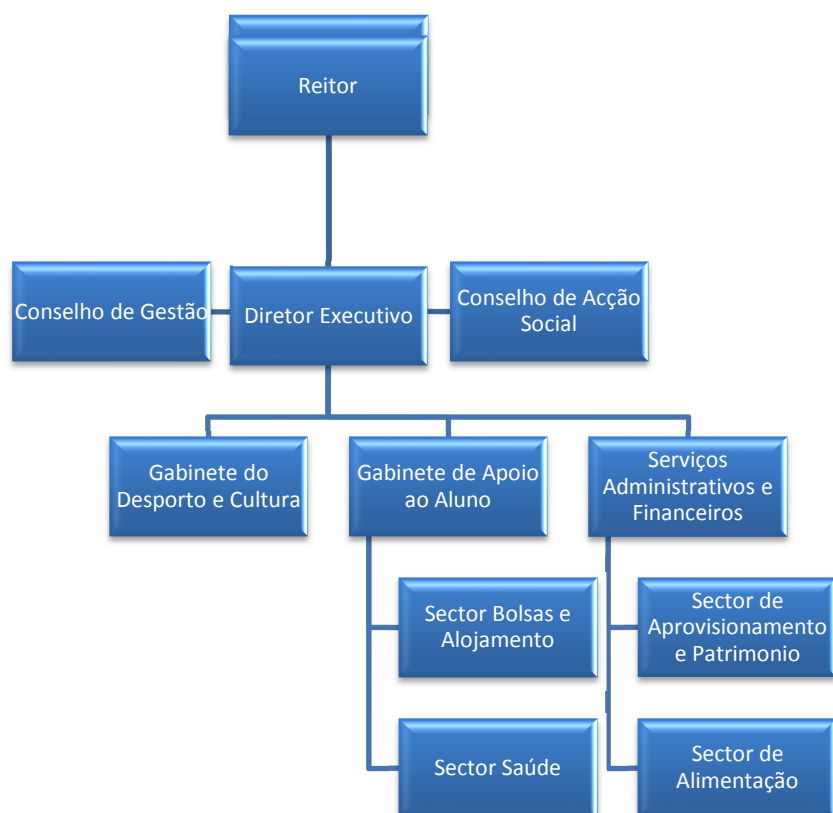 Reitor
Conselho de Gestão
Diretor Executivo
Conselho de Acção
Social
Gabinete do
Desporto e Cultura
Gabinete de Apoio
ao Aluno
Serviços
Administrativos e
Financeiros
Sector Bolsas e
Alojamento
Sector de
Aprovisionamento
e Patrimonio
Sector Saúde
Sector de
Alimentação